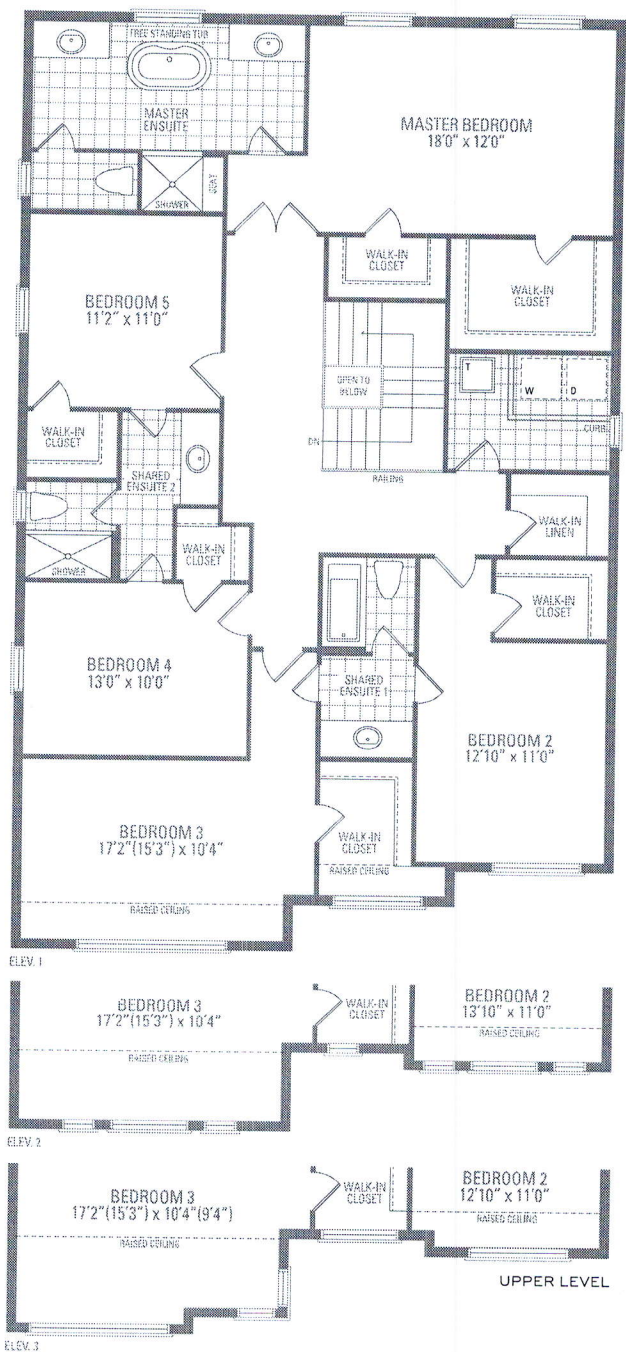 FREE STANDING TUB
MASTER
ENSUITE
MASTER BEDROOM
18'0" x 12'0"
SHOWER
SEAT
WALK-IN
CLOSET
WALK-IN
CLOSET
BEDROOM 5
11'2" x 11'0"
OPEN TO
BELOW
T
W
D
CURB
DN
RAILING
WALK-IN
CLOSET
SHARED
ENSUITE 2
WALK-IN
LINEN
SHOWER
WALK-IN
CLOSET
WALK-IN
CLOSET
BEDROOM 4
13'0" x 10'0"
SHARED
ENSUITE 1
BEDROOM 2
12'10" x 11'0"
BEDROOM 3
17'2"(15'3") x 10'4"
WALK-IN
CLOSET
RAISED CEILING
RAISED CEILING
ELEV. 1
BEDROOM 3
17'2"(15'3") x 10'4"
WALK-IN
CLOSET
BEDROOM 2
13'10" x 11'0"
RAISED CEILING
RAISED CEILING
ELEV. 2
BEDROOM 3
17'2"(15'3") x 10'4"(9'4")
WALK-IN
CLOSET
BEDROOM 2
12'10" x 11'0"
RAISED CEILING
RAISED CEILING
UPPER LEVEL
ELEV. 3